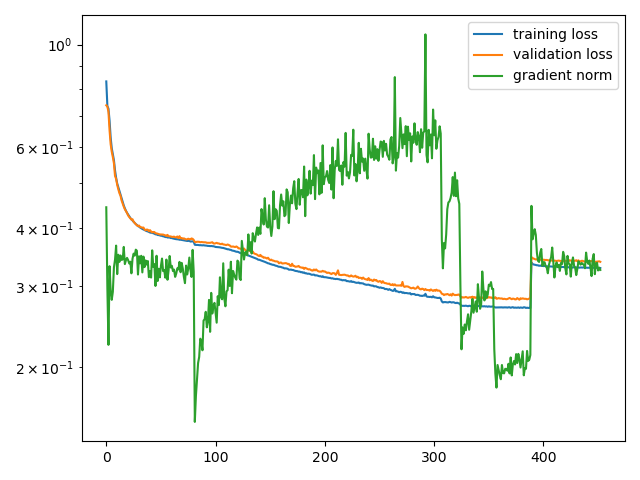 10⁰
6 × 10⁻¹
4 × 10⁻¹
3 × 10⁻¹
2 × 10⁻¹
0
100
200
300
400
training loss
validation loss
gradient norm